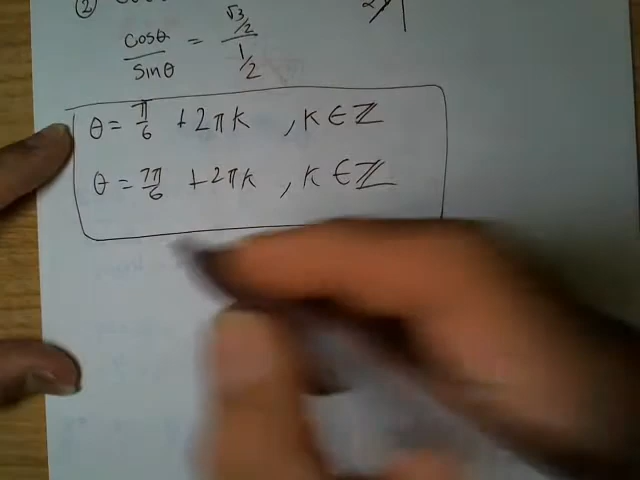 ②
cosθ/sinθ = (√3/2)/(1/2)
θ = π/6 + 2πk , k ∈ ℤ
θ = 7π/6 + 2πk , k ∈ ℤ